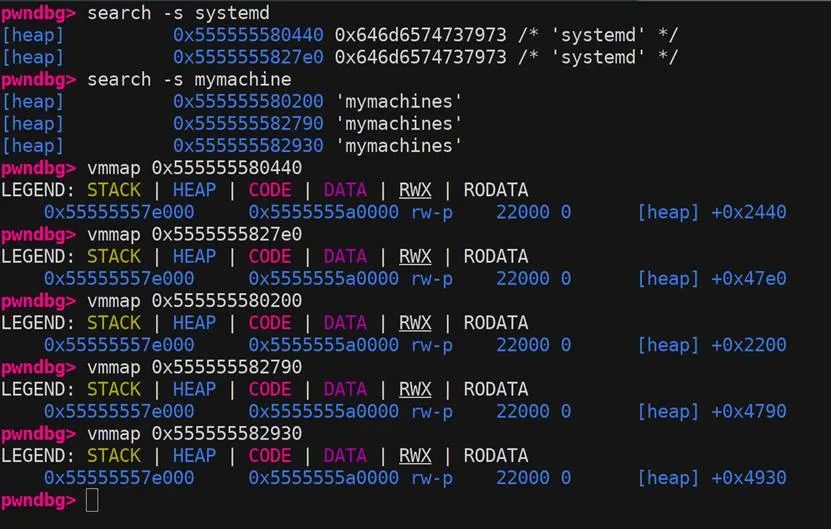 pwndbg> search -s systemd
[heap]          0x555555580440 0x646d6574737973 /* 'systemd' */
[heap]          0x5555555827e0 0x646d6574737973 /* 'systemd' */
pwndbg> search -s mymachine
[heap]          0x555555580200 'mymachines'
[heap]          0x555555582790 'mymachines'
[heap]          0x555555582930 'mymachines'
pwndbg> vmmap 0x555555580440
LEGEND: STACK | HEAP | CODE | DATA | RWX | RODATA
    0x55555557e000     0x5555555a0000 rw-p    22000 0      [heap] +0x2440
pwndbg> vmmap 0x5555555827e0
LEGEND: STACK | HEAP | CODE | DATA | RWX | RODATA
    0x55555557e000     0x5555555a0000 rw-p    22000 0      [heap] +0x47e0
pwndbg> vmmap 0x555555580200
LEGEND: STACK | HEAP | CODE | DATA | RWX | RODATA
    0x55555557e000     0x5555555a0000 rw-p    22000 0      [heap] +0x2200
pwndbg> vmmap 0x555555582790
LEGEND: STACK | HEAP | CODE | DATA | RWX | RODATA
    0x55555557e000     0x5555555a0000 rw-p    22000 0      [heap] +0x4790
pwndbg> vmmap 0x555555582930
LEGEND: STACK | HEAP | CODE | DATA | RWX | RODATA
    0x55555557e000     0x5555555a0000 rw-p    22000 0      [heap] +0x4930
pwndbg>